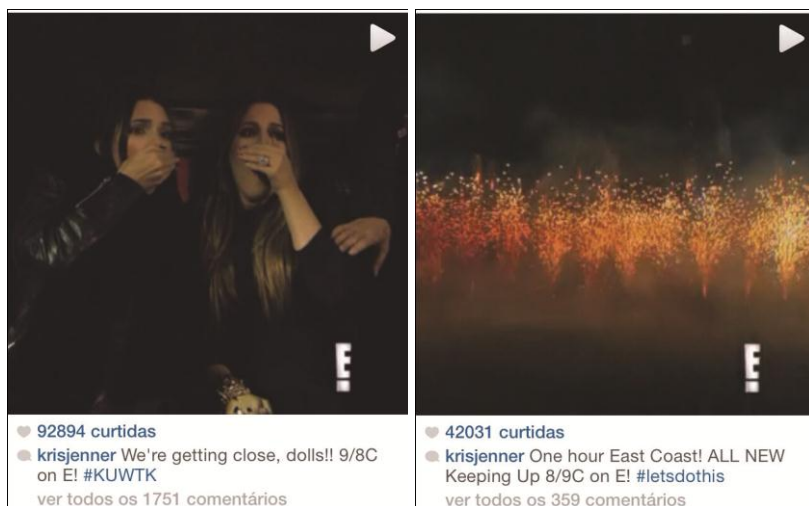 E!
92894 curtidas
krisjenner We're getting close, dolls!! 9/8C
on E! #KUWTK
ver todos os 1751 comentários
E!
42031 curtidas
krisjenner One hour East Coast! ALL NEW
Keeping Up 8/9C on E! #letsdothis
ver todos os 359 comentários